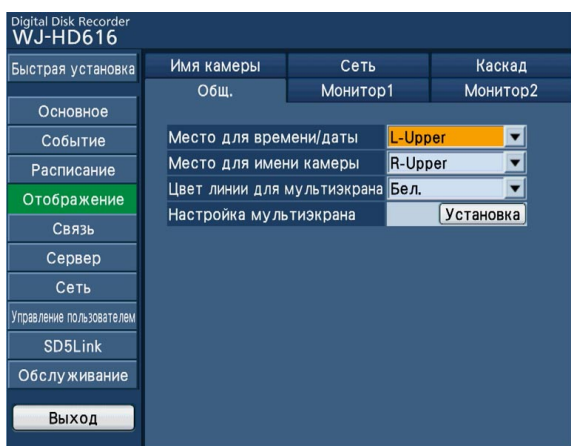 Digital Disk Recorder
WJ-HD616
Быстрая установка
Основное
Событие
Расписание
Отображение
Связь
Сервер
Сеть
Управление пользователем
SD5Link
Обслуживание
Выход
Имя камеры Сеть Каскад
Общ. Монитор1 Монитор2
Место для времени/даты L-Upper
Место для имени камеры R-Upper
Цвет линии для мультиэкрана Бел.
Настройка мультиэкрана Установка